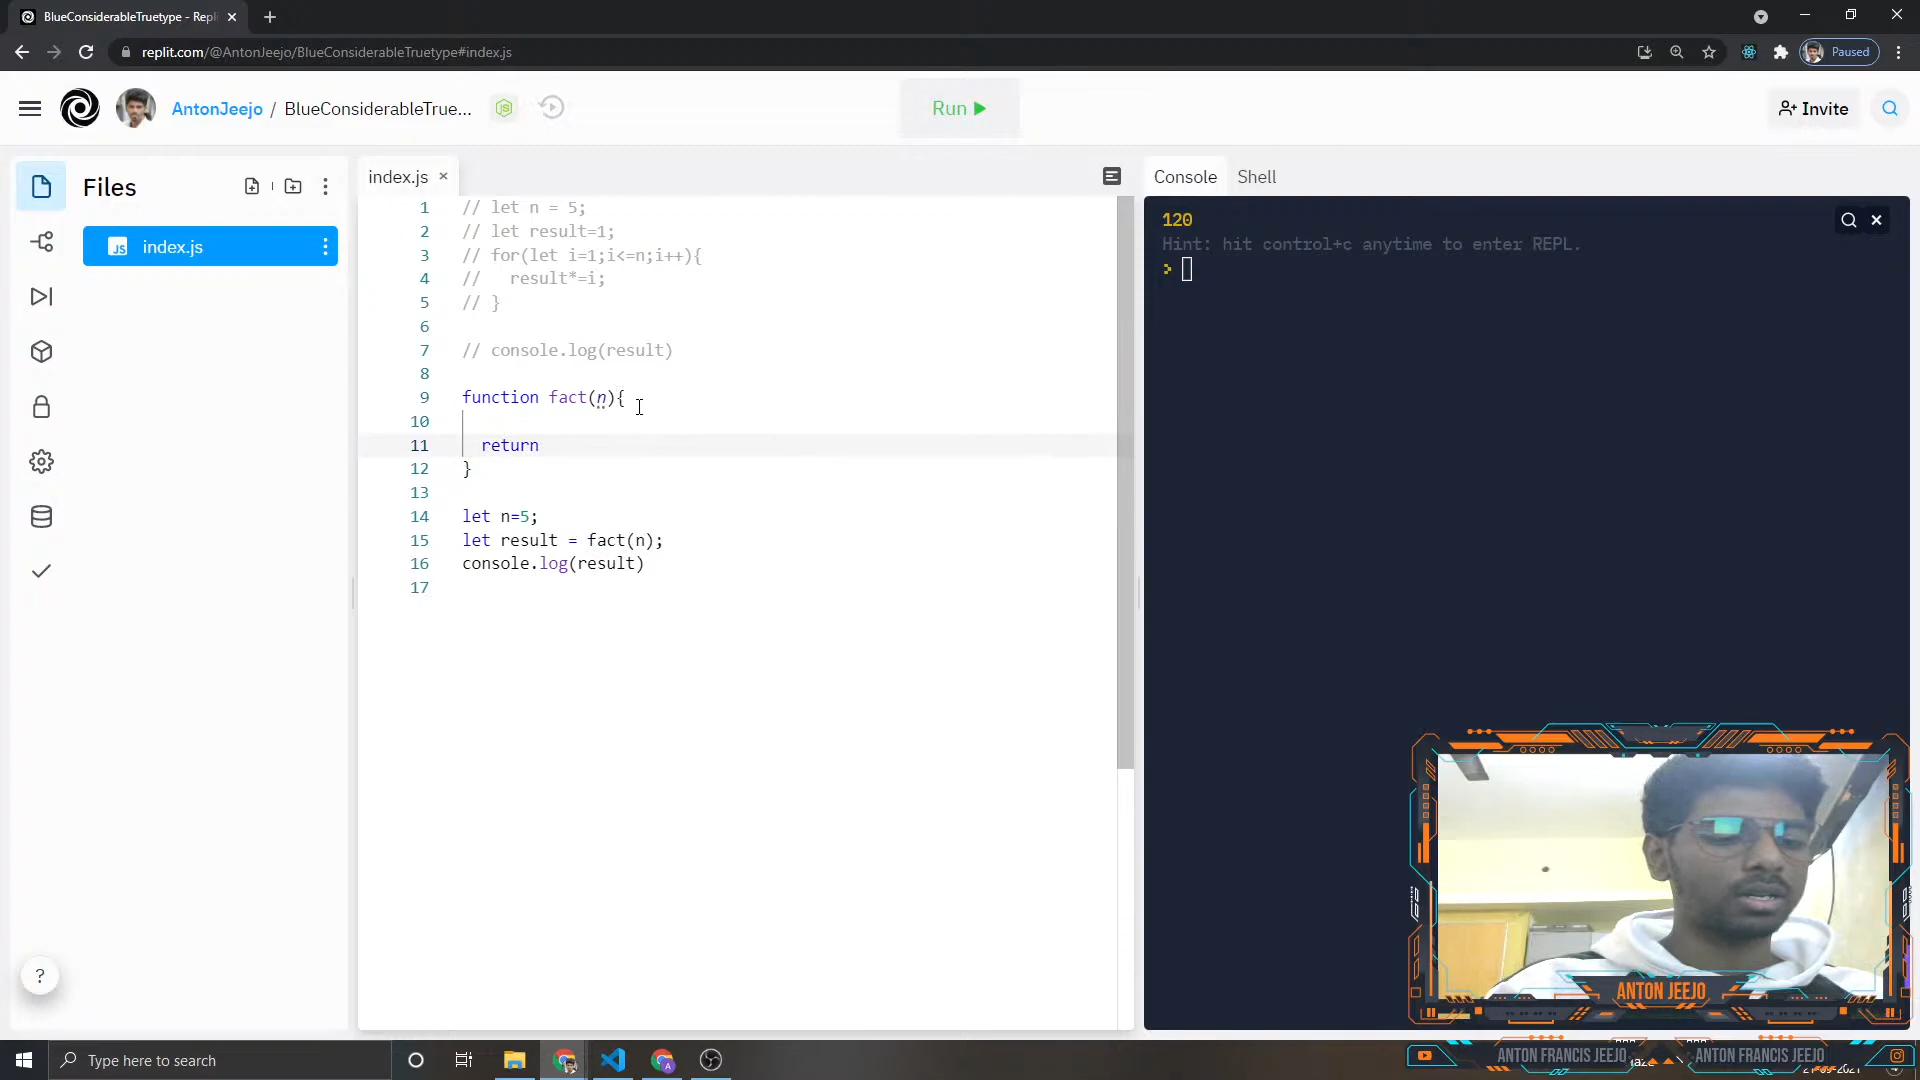 BlueConsiderableTruetype - Repl
replit.com/@AntonJeejo/BlueConsiderableTruetype#index.js
Paused
AntonJeejo / BlueConsiderableTrue...
Run
Invite
Files
index.js
index.js
1 // let n = 5;
2 // let result=1;
3 // for(let i=1;i<=n;i++){
4 //   result*=i;
5 // }
6
7 // console.log(result)
8
9 function fact(n){
10
11   return
12 }
13
14 let n=5;
15 let result = fact(n);
16 console.log(result)
17
Console
Shell
120
Hint: hit control+c anytime to enter REPL.
>
ANTON JEEJO
?
Type here to search
ANTON FRANCIS JEEJO
ANTON FRANCIS JEEJO